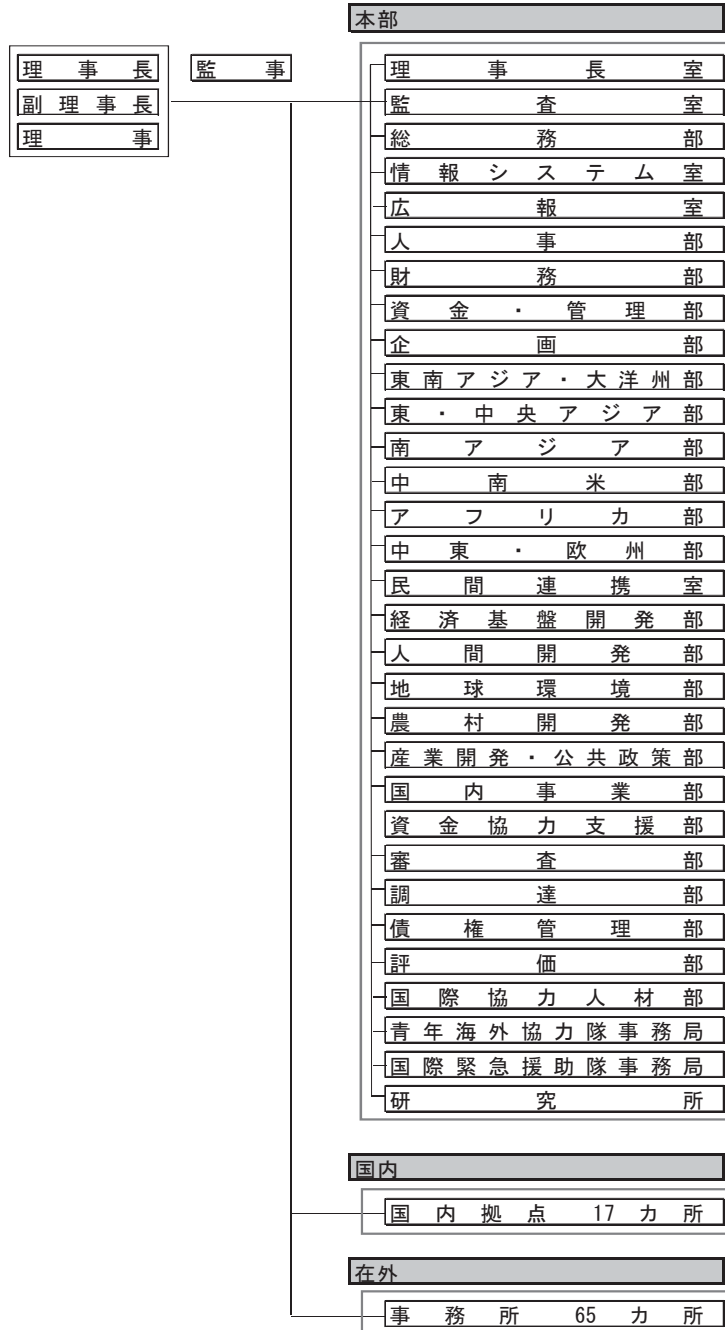 本部
理事長
副理事長
理事
監事
理事長室
監査室
総務部
情報システム室
広報室
人事部
財務部
資金・管理部
企画部
東南アジア・大洋州部
東・中央アジア部
南アジア部
中南米部
アフリカ部
中東・欧州部
民間連携室
経済基盤開発部
人間開発部
地球環境部
農村開発部
産業開発・公共政策部
国内事業部
資金協力支援部
審査部
調達部
債権管理部
評価部
国際協力人材部
青年海外協力隊事務局
国際緊急援助隊事務局
研究所
国内
国内拠点 17カ所
在外
事務所 65カ所